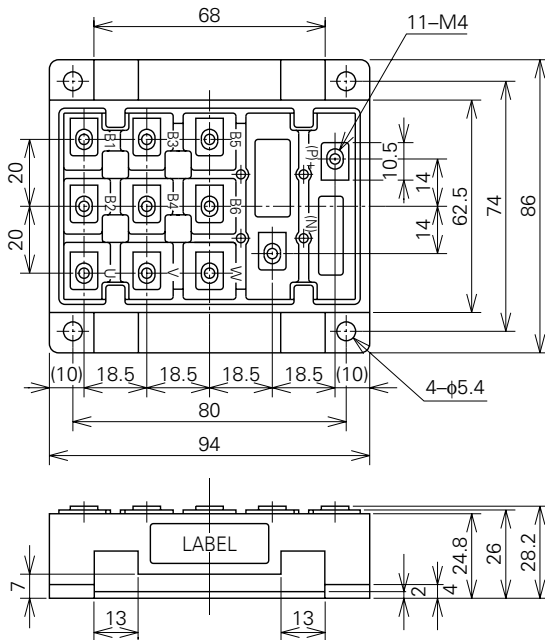 68
11–M4
B1
B3
B5
(P)+
B2
B4
B6
(N)-
U
V
W
20
20
10.5
14
14
62.5
74
86
(10)
18.5
18.5
18.5
18.5
(10)
4–ϕ5.4
80
94
LABEL
7
13
13
2
4
24.8
26
28.2